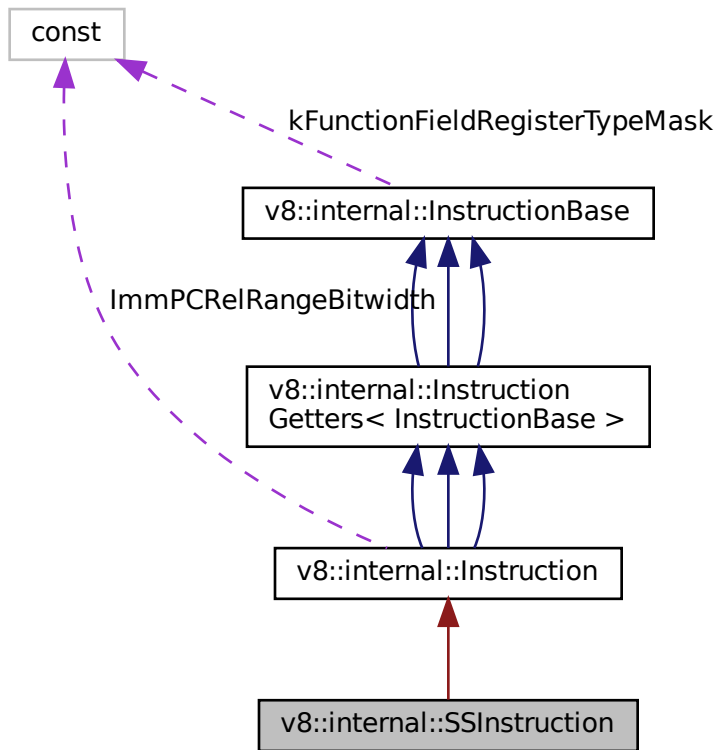 const
kFunctionFieldRegisterTypeMask
v8::internal::InstructionBase
ImmPCRelRangeBitwidth
v8::internal::Instruction
Getters< InstructionBase >
v8::internal::Instruction
v8::internal::SSInstruction